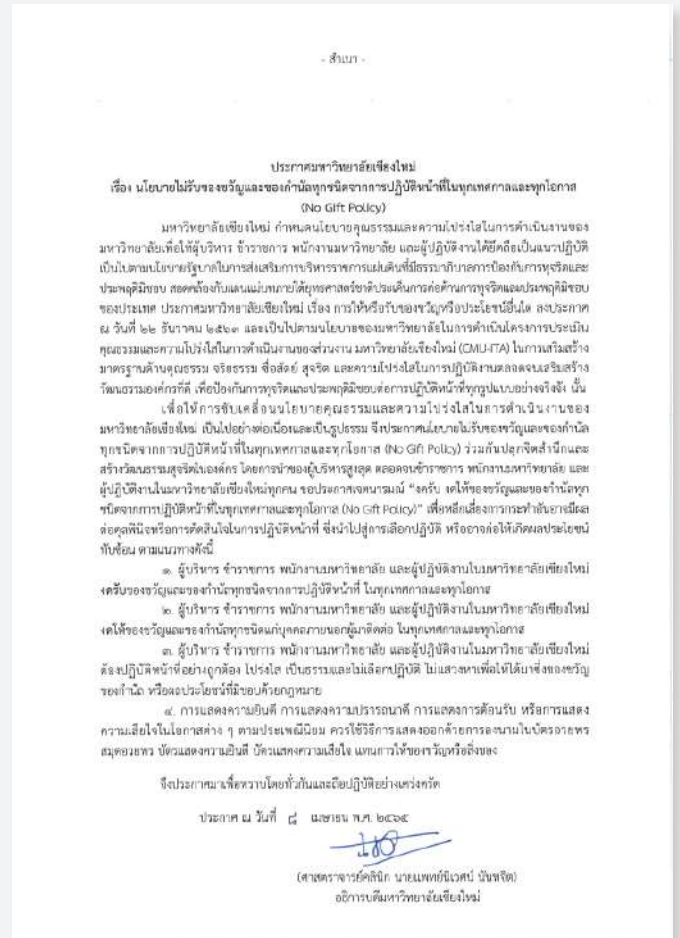 - สำเนา -
ประกาศมหาวิทยาลัยเชียงใหม่
เรื่อง นโยบายไม่รับของขวัญและของกำนัลทุกชนิดจากการปฏิบัติหน้าที่ในทุกเทศกาลและทุกโอกาส
(No Gift Policy)
มหาวิทยาลัยเชียงใหม่ กำหนดนโยบายคุณธรรมและความโปร่งใสในการดำเนินงานของ
มหาวิทยาลัยเพื่อให้ผู้บริหาร ข้าราชการ พนักงานมหาวิทยาลัย และผู้ปฏิบัติงานได้ยึดถือเป็นแนวปฏิบัติ
เป็นไปตามนโยบายรัฐบาลในการส่งเสริมการบริหารราชการแผ่นดินที่มีธรรมาภิบาลการป้องกันการทุจริตและ
ประพฤติมิชอบ สอดคล้องกับแผนแม่บทภายใต้ยุทธศาสตร์ชาติประเด็นการต่อต้านการทุจริตและประพฤติมิชอบ
ของประเทศ ประกาศมหาวิทยาลัยเชียงใหม่ เรื่อง การให้หรือรับของขวัญหรือประโยชน์อื่นใด ลงประกาศ
ณ วันที่ ๒๒ ธันวาคม ๒๕๖๓ และเป็นไปตามนโยบายของมหาวิทยาลัยในการดำเนินโครงการประเมิน
คุณธรรมและความโปร่งใสในการดำเนินงานของส่วนงาน มหาวิทยาลัยเชียงใหม่ (CMU-ITA) ในการเสริมสร้าง
มาตรฐานด้านคุณธรรม จริยธรรม ซื่อสัตย์ สุจริต และความโปร่งใสในการปฏิบัติงานตลอดจนเสริมสร้าง
วัฒนธรรมองค์กรที่ดี เพื่อป้องกันการทุจริตและประพฤติมิชอบต่อการปฏิบัติหน้าที่ทุกรูปแบบอย่างจริงจัง นั้น
เพื่อให้การขับเคลื่อนนโยบายคุณธรรมและความโปร่งใสในการดำเนินงานของ
มหาวิทยาลัยเชียงใหม่ เป็นไปอย่างต่อเนื่องและเป็นรูปธรรม จึงประกาศนโยบายไม่รับของขวัญและของกำนัล
ทุกชนิดจากการปฏิบัติหน้าที่ในทุกเทศกาลและทุกโอกาส (No Gift Policy) ร่วมกันปลุกจิตสำนึกและ
สร้างวัฒนธรรมสุจริตในองค์กร โดยการนำของผู้บริหารสูงสุด ตลอดจนข้าราชการ พนักงานมหาวิทยาลัย และ
ผู้ปฏิบัติงานในมหาวิทยาลัยเชียงใหม่ทุกคน ขอประกาศเจตนารมณ์ "งดรับ งดให้ของขวัญและของกำนัลทุก
ชนิดจากการปฏิบัติหน้าที่ในทุกเทศกาลและทุกโอกาส (No Gift Policy)" เพื่อหลีกเลี่ยงการกระทำอันอาจมีผล
ต่อดุลพินิจหรือการตัดสินใจในการปฏิบัติหน้าที่ ซึ่งนำไปสู่การเลือกปฏิบัติ หรืออาจก่อให้เกิดผลประโยชน์
ทับซ้อน ตามแนวทางดังนี้
๑. ผู้บริหาร ข้าราชการ พนักงานมหาวิทยาลัย และผู้ปฏิบัติงานในมหาวิทยาลัยเชียงใหม่
งดรับของขวัญและของกำนัลทุกชนิดจากการปฏิบัติหน้าที่ ในทุกเทศกาลและทุกโอกาส
๒. ผู้บริหาร ข้าราชการ พนักงานมหาวิทยาลัย และผู้ปฏิบัติงานในมหาวิทยาลัยเชียงใหม่
งดให้ของขวัญและของกำนัลทุกชนิดแก่บุคคลภายนอกผู้มาติดต่อ ในทุกเทศกาลและทุกโอกาส
๓. ผู้บริหาร ข้าราชการ พนักงานมหาวิทยาลัย และผู้ปฏิบัติงานในมหาวิทยาลัยเชียงใหม่
ต้องปฏิบัติหน้าที่อย่างถูกต้อง โปร่งใส เป็นธรรมและไม่เลือกปฏิบัติ ไม่แสวงหาเพื่อให้ได้มาซึ่งของขวัญ
ของกำนัล หรือผลประโยชน์ที่มิชอบด้วยกฎหมาย
๔. การแสดงความยินดี การแสดงความปรารถนาดี การแสดงการต้อนรับ หรือการแสดง
ความเสียใจในโอกาสต่าง ๆ ตามประเพณีนิยม ควรใช้วิธีการแสดงออกด้วยการลงนามในบัตรอวยพร
สมุดอวยพร บัตรแสดงความยินดี บัตรแสดงความเสียใจ แทนการให้ของขวัญหรือสิ่งของ
จึงประกาศมาเพื่อทราบโดยทั่วกันและถือปฏิบัติอย่างเคร่งครัด
ประกาศ ณ วันที่ ๘ เมษายน พ.ศ. ๒๕๖๕
(ศาสตราจารย์คลินิก นายแพทย์นิเวศน์ นันทจิต)
อธิการบดีมหาวิทยาลัยเชียงใหม่